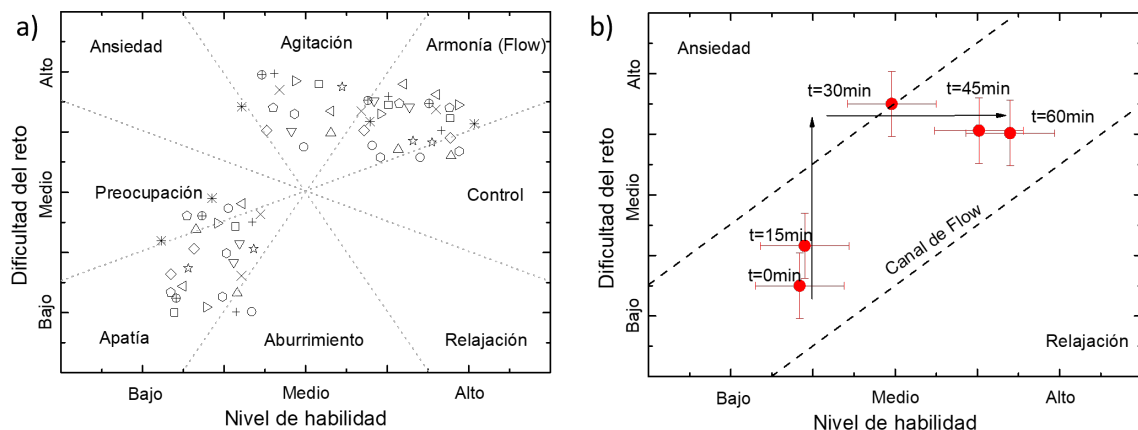 a)
Ansiedad
Agitación
Armonía (Flow)
Preocupación
Control
Apatía
Aburrimiento
Relajación
Dificultad del reto
Alto
Medio
Bajo
Bajo
Medio
Alto
Nivel de habilidad
b)
Ansiedad
t=30min
t=45min
t=60min
t=15min
t=0min
Canal de Flow
Relajación
Dificultad del reto
Alto
Medio
Bajo
Bajo
Medio
Alto
Nivel de habilidad